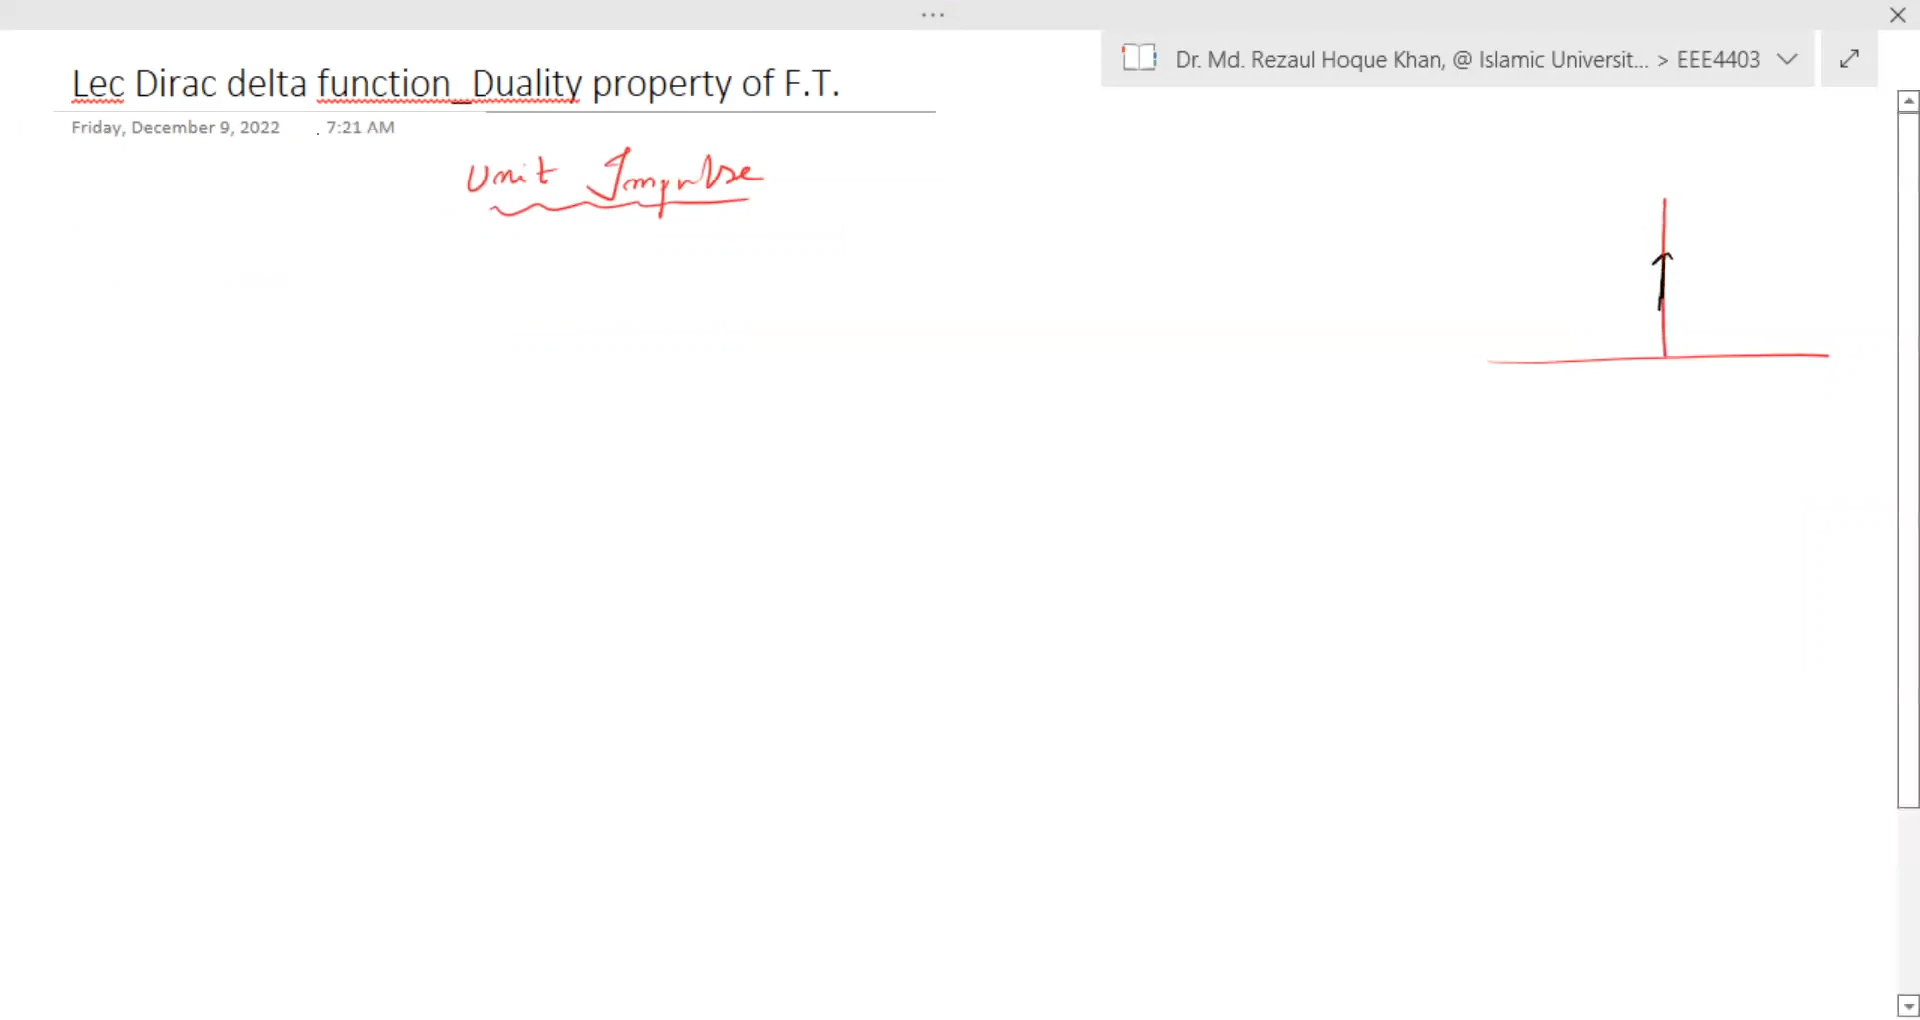 Dr. Md. Rezaul Hoque Khan, @ Islamic Universit... > EEE4403
Lec Dirac delta function_Duality property of F.T.
Friday, December 9, 2022 7:21 AM
Unit Impulse